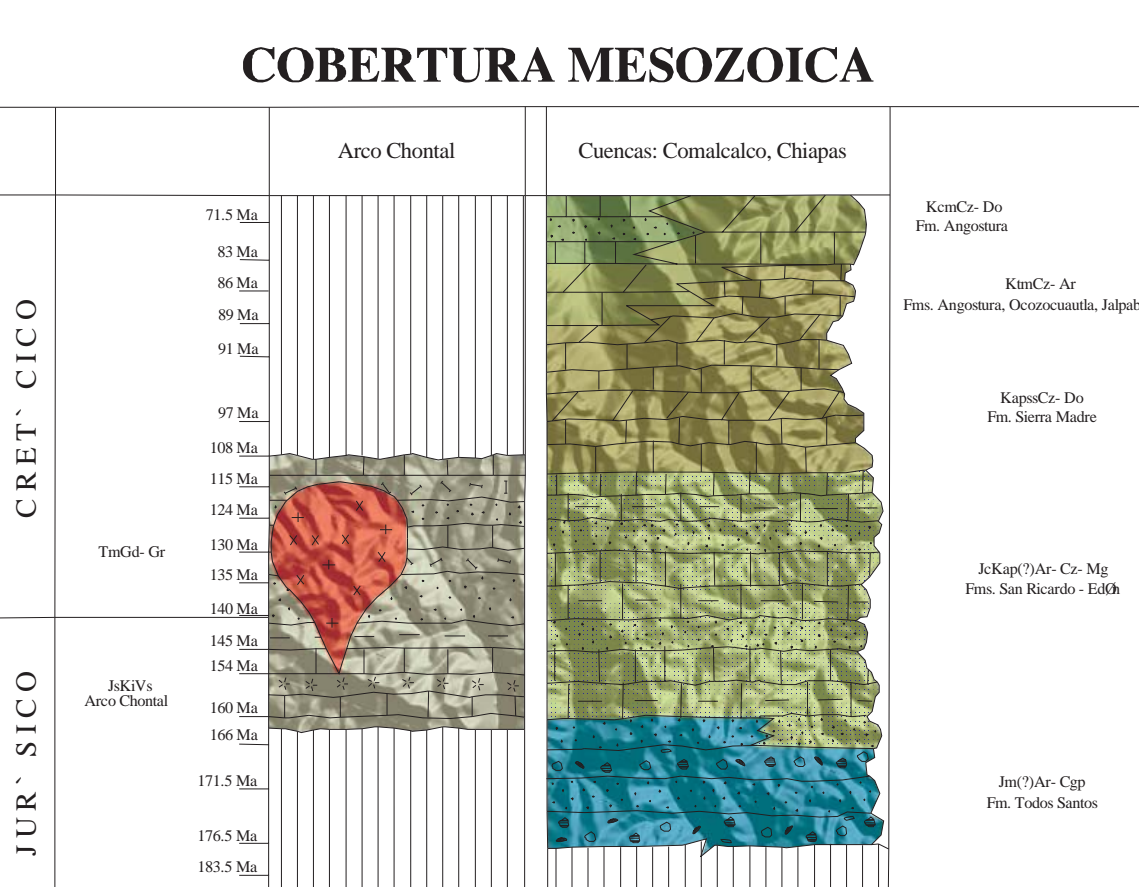 COBERTURA MESOZOICA
Arco Chontal
Cuencas: Comalcalco, Chiapas
CRET` CICO
JUR` SICO
71.5 Ma
83 Ma
86 Ma
89 Ma
91 Ma
97 Ma
108 Ma
115 Ma
124 Ma
130 Ma
135 Ma
140 Ma
145 Ma
154 Ma
160 Ma
166 Ma
171.5 Ma
176.5 Ma
183.5 Ma
TmGd- Gr
JsKiVs
Arco Chontal
KcmCz- Do
Fm. Angostura
KtmCz- Ar
Fms. Angostura, Ocozocuautla, Jalpab
KapssCz- Do
Fm. Sierra Madre
JcKap(?)Ar- Cz- Mg
Fms. San Ricardo -
Jm(?)Ar- Cgp
Fm. Todos Santos